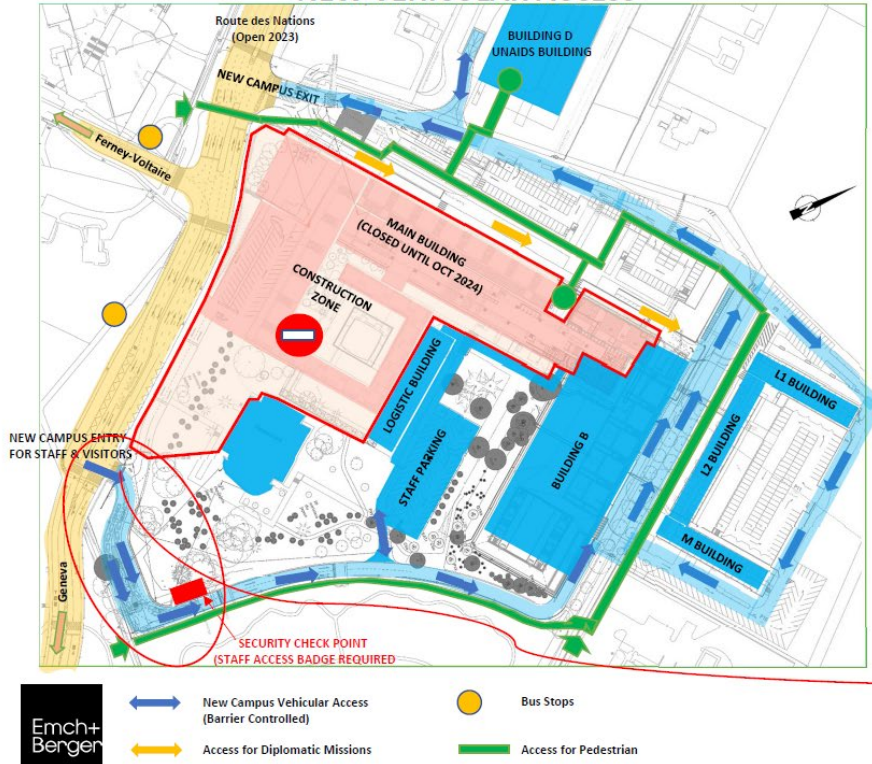 Route des Nations
(Open 2023)
BUILDING D
UNAIDS BUILDING
NEW CAMPUS EXIT
Ferney-Voltaire
MAIN BUILDING
(CLOSED UNTIL OCT 2024)
CONSTRUCTION
ZONE
LOGISTIC BUILDING
L1 BUILDING
NEW CAMPUS ENTRY
FOR STAFF & VISITORS
STAFF PARKING
BUILDING B
L2 BUILDING
M BUILDING
Geneva
SECURITY CHECK POINT
(STAFF ACCESS BADGE REQUIRED
Emch+
Berger
New Campus Vehicular Access
(Barrier Controlled)
Bus Stops
Access for Diplomatic Missions
Access for Pedestrian